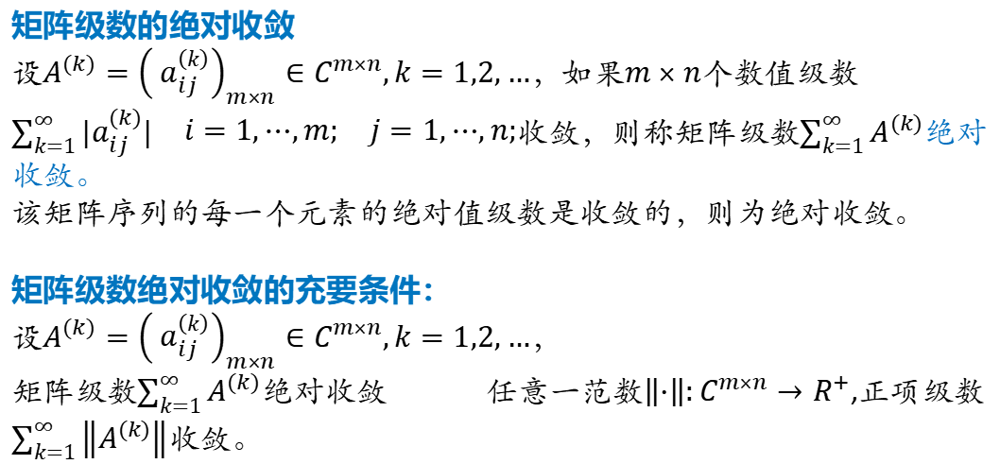 矩阵级数的绝对收敛
设$A^{(k)} = \left( a_{ij}^{(k)} \right)_{m \times n} \in C^{m \times n}, k = 1,2, \dots$，如果$m \times n$个数值级数
$\sum_{k=1}^{\infty} |a_{ij}^{(k)}| \quad i = 1, \cdots, m; \quad j = 1, \cdots, n;$收敛，则称矩阵级数$\sum_{k=1}^{\infty} A^{(k)}$绝对
收敛。
该矩阵序列的每一个元素的绝对值级数是收敛的，则为绝对收敛。
矩阵级数绝对收敛的充要条件：
设$A^{(k)} = \left( a_{ij}^{(k)} \right)_{m \times n} \in C^{m \times n}, k = 1,2, \dots$，
矩阵级数$\sum_{k=1}^{\infty} A^{(k)}$绝对收敛 任意一范数$\|\cdot\|: C^{m \times n} \to R^{+}$,正项级数
$\sum_{k=1}^{\infty} \|A^{(k)}\|$收敛。